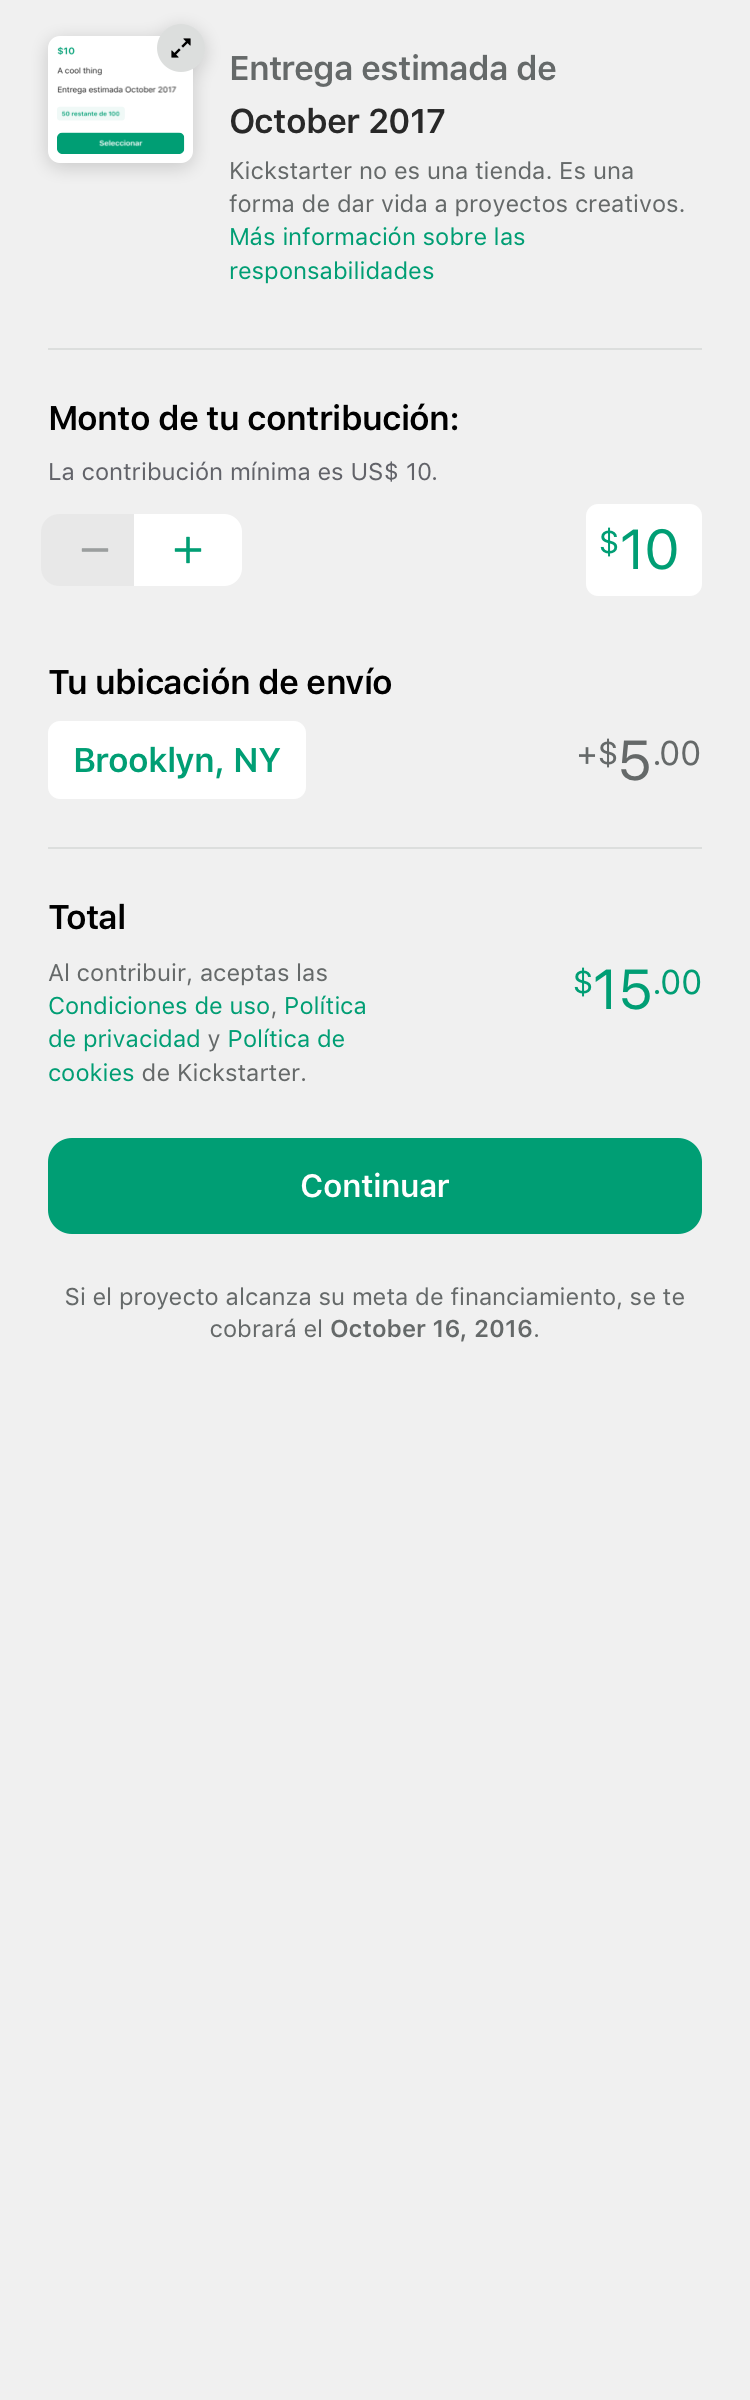 $10
A cool thing
Entrega estimada October 2017
50 restante de 100
Seleccionar
Entrega estimada de
October 2017
Kickstarter no es una tienda. Es una
forma de dar vida a proyectos creativos.
Más información sobre las
responsabilidades
Monto de tu contribución:
La contribución mínima es US$ 10.
− +
$10
Tu ubicación de envío
Brooklyn, NY
+$5.00
Total
Al contribuir, aceptas las
Condiciones de uso, Política
de privacidad y Política de
cookies de Kickstarter.
$15.00
Continuar
Si el proyecto alcanza su meta de financiamiento, se te
cobrará el October 16, 2016.